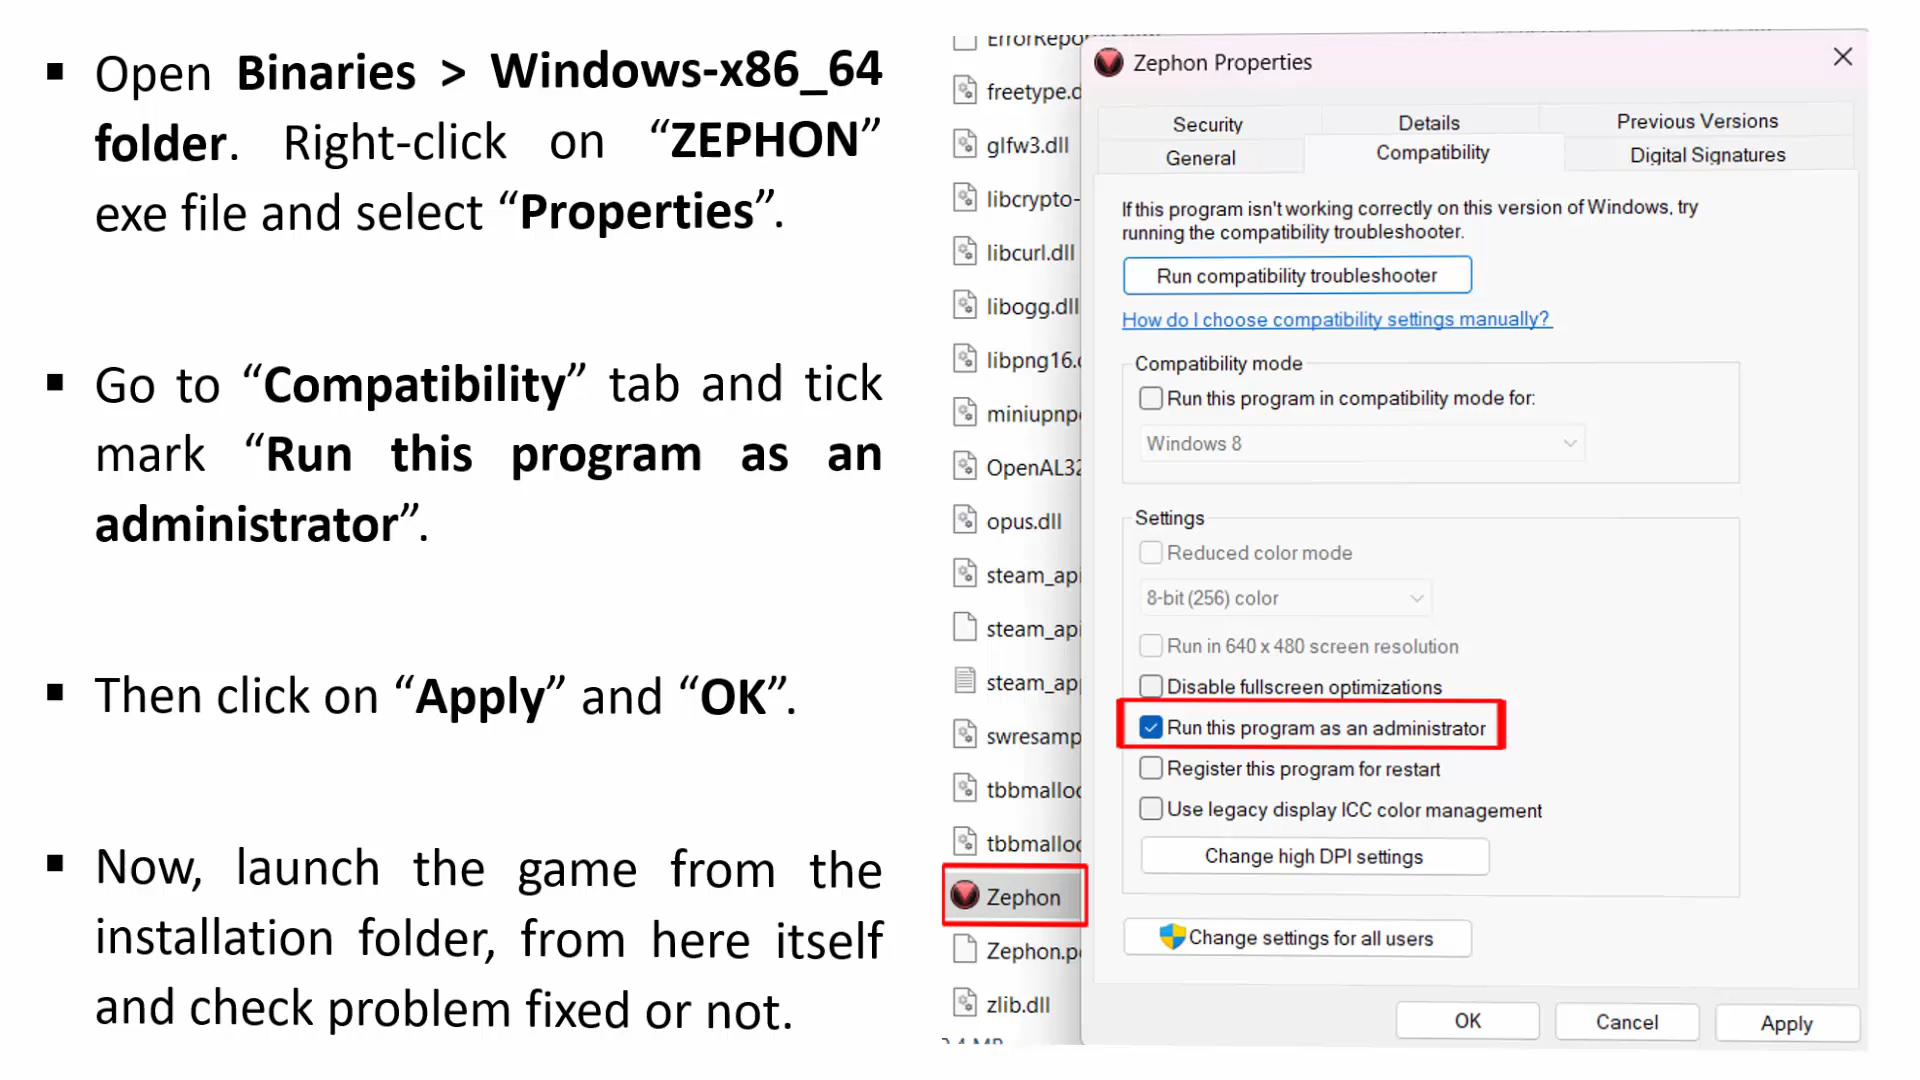 ▪ Open Binaries > Windows-x86_64
folder. Right-click on “ZEPHON”
exe file and select “Properties”.
▪ Go to “Compatibility” tab and tick
mark “Run this program as an
administrator”.
▪ Then click on “Apply” and “OK”.
▪ Now, launch the game from the
installation folder, from here itself
and check problem fixed or not.
freetype.d
glfw3.dll
libcrypto-
libcurl.dll
libogg.dll
libpng16.
miniupnp
OpenAL32
opus.dll
steam_api
steam_api
steam_ap
swresamp
tbbmalloc
tbbmalloc
Zephon
Zephon.p
zlib.dll
Zephon Properties
Security Details Previous Versions
General Compatibility Digital Signatures
If this program isn't working correctly on this version of Windows, try
running the compatibility troubleshooter.
Run compatibility troubleshooter
How do I choose compatibility settings manually?
Compatibility mode
Run this program in compatibility mode for:
Windows 8
Settings
Reduced color mode
8-bit (256) color
Run in 640 x 480 screen resolution
Disable fullscreen optimizations
Run this program as an administrator
Register this program for restart
Use legacy display ICC color management
Change high DPI settings
Change settings for all users
OK Cancel Apply